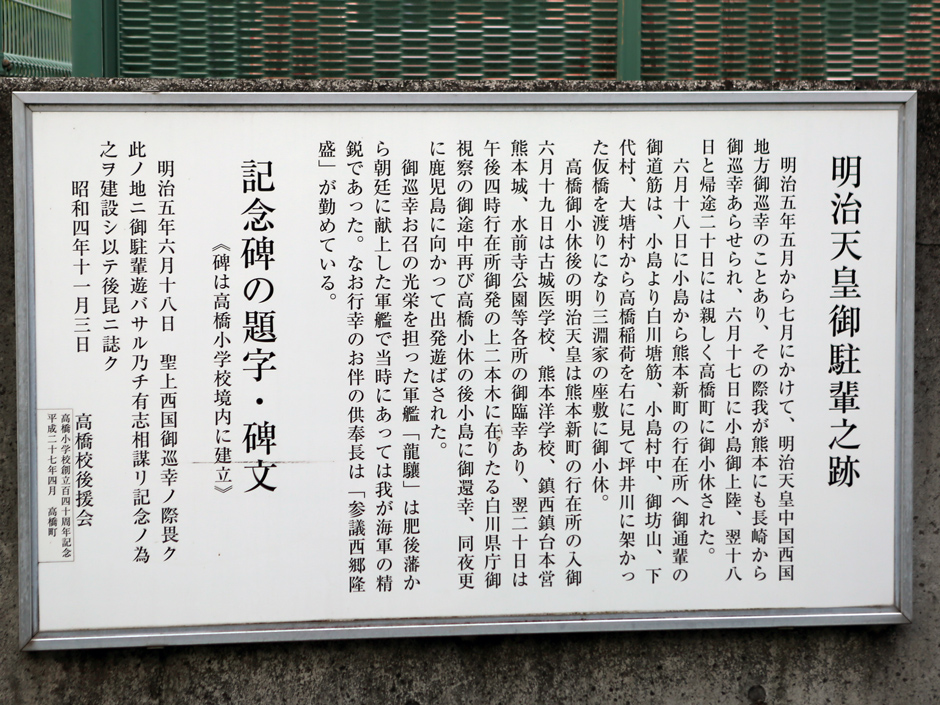 明治天皇御駐輩之跡
明治五年五月から七月にかけて、明治天皇中国西国
地方御巡幸のことあり、その際我が熊本にも長崎から
御巡幸あらせられ、六月十七日に小島御上陸、翌十八
日と帰途二十日には親しく高橋町に御小休された。
六月十八日に小島から熊本新町の行在所へ御通輩の
御道筋は、小島より白川塘筋、小島村中、御坊山、下
代村、大塘村から高橋稲荷を右に見て坪井川に架かっ
た仮橋を渡りになり三淵家の座敷に御小休。
高橋御小休後の明治天皇は熊本新町の行在所の入御
六月十九日は古城医学校、熊本洋学校、鎮西鎮台本営
熊本城、水前寺公園等各所の御臨幸あり、翌二十日は
午後四時行在所御発の上二本木に在りたる白川県庁御
視察の御途中再び高橋小休の後小島に御還幸、同夜更
に鹿児島に向かって出発遊ばされた。
御巡幸お召の光栄を担った軍艦「龍驤」は肥後藩か
ら朝廷に献上した軍艦で当時にあっては我が海軍の精
鋭であった。なお行幸のお伴の供奉長は「参議西郷隆
盛」が勤めている。
記念碑の題字・碑文
《碑は高橋小学校境内に建立》
明治五年六月十八日 聖上西国御巡幸ノ際畏ク
此ノ地ニ御駐輩遊バサル乃チ有志相謀リ記念ノ為
之ヲ建設シ以テ後昆ニ誌ク
昭和四年十一月三日
高橋校後援会
高橋小学校創立百四十周年記念
平成二十七年四月 高橋町